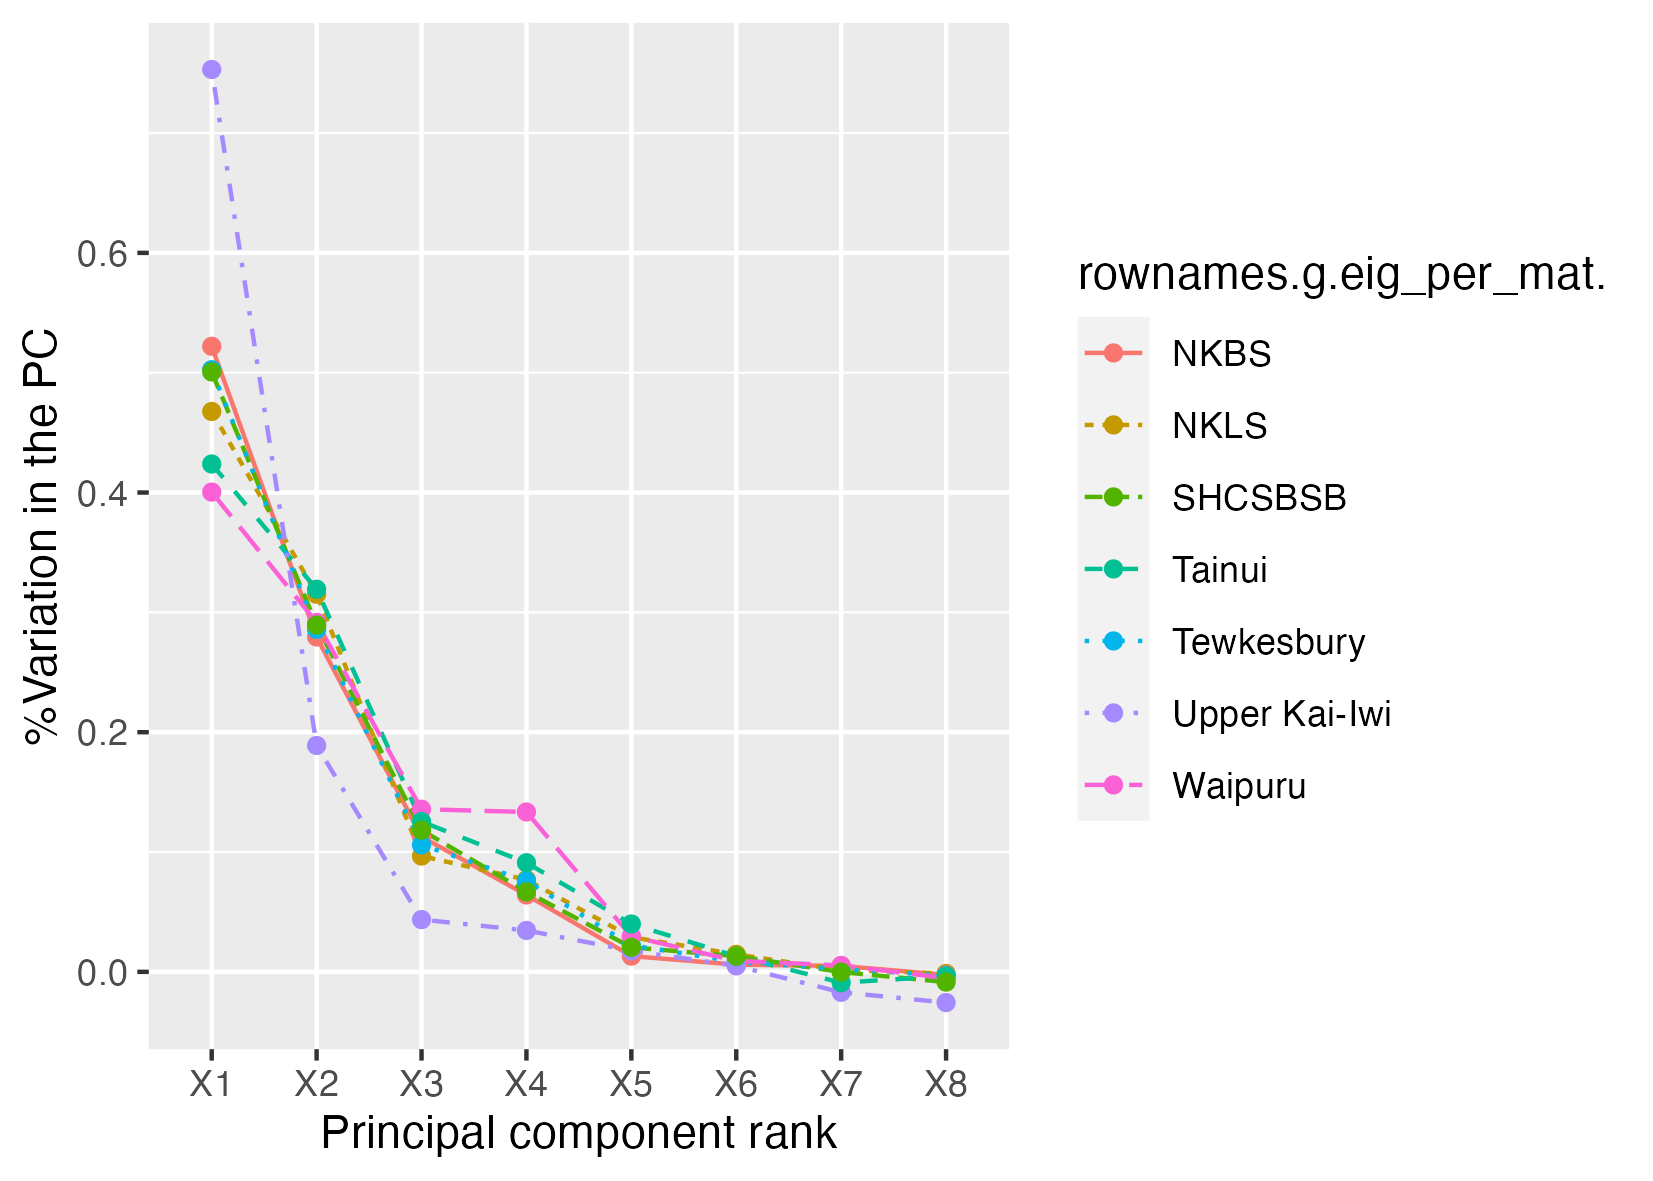 %Variation in the PC
0.6
0.4
0.2
0.0
X1 X2 X3 X4 X5 X6 X7 X8
Principal component rank
rownames.g.eig_per_mat.
NKBS
NKLS
SHCSBSB
Tainui
Tewkesbury
Upper Kai-Iwi
Waipuru